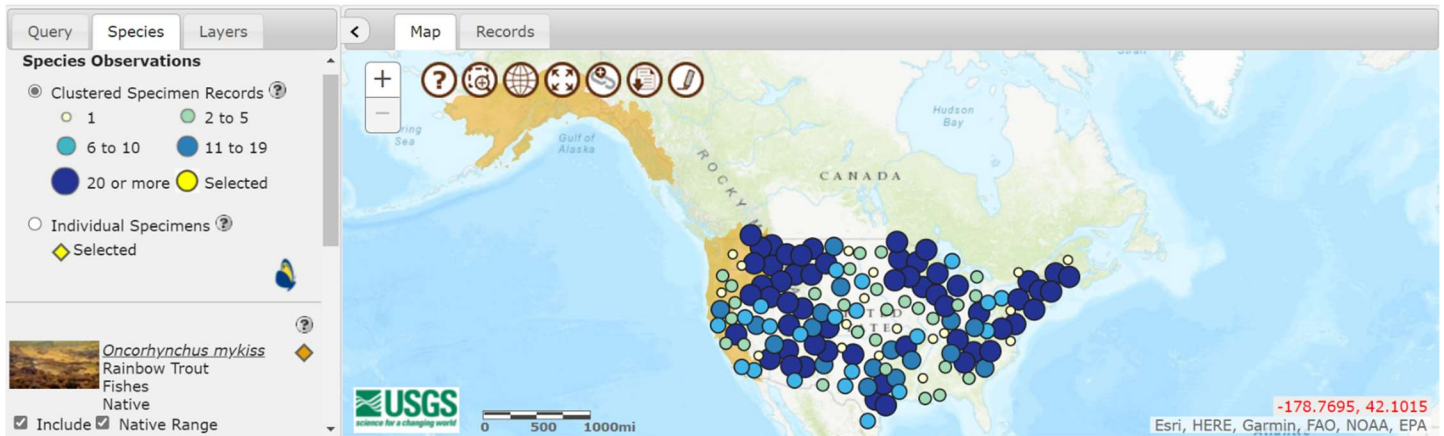 Query Species Layers
Map Records
Species Observations
Clustered Specimen Records ?
1 2 to 5
6 to 10 11 to 19
20 or more Selected
Individual Specimens ?
Selected
?
Oncorhynchus mykiss
Rainbow Trout
Fishes
Native
Include Native Range
+
−
?
Gulf of
Alaska
Sea
ROCKY
CANADA
Hudson
Bay
USGS
science for a changing world
0 500 1000mi
-178.7695, 42.1015
Esri, HERE, Garmin, FAO, NOAA, EPA